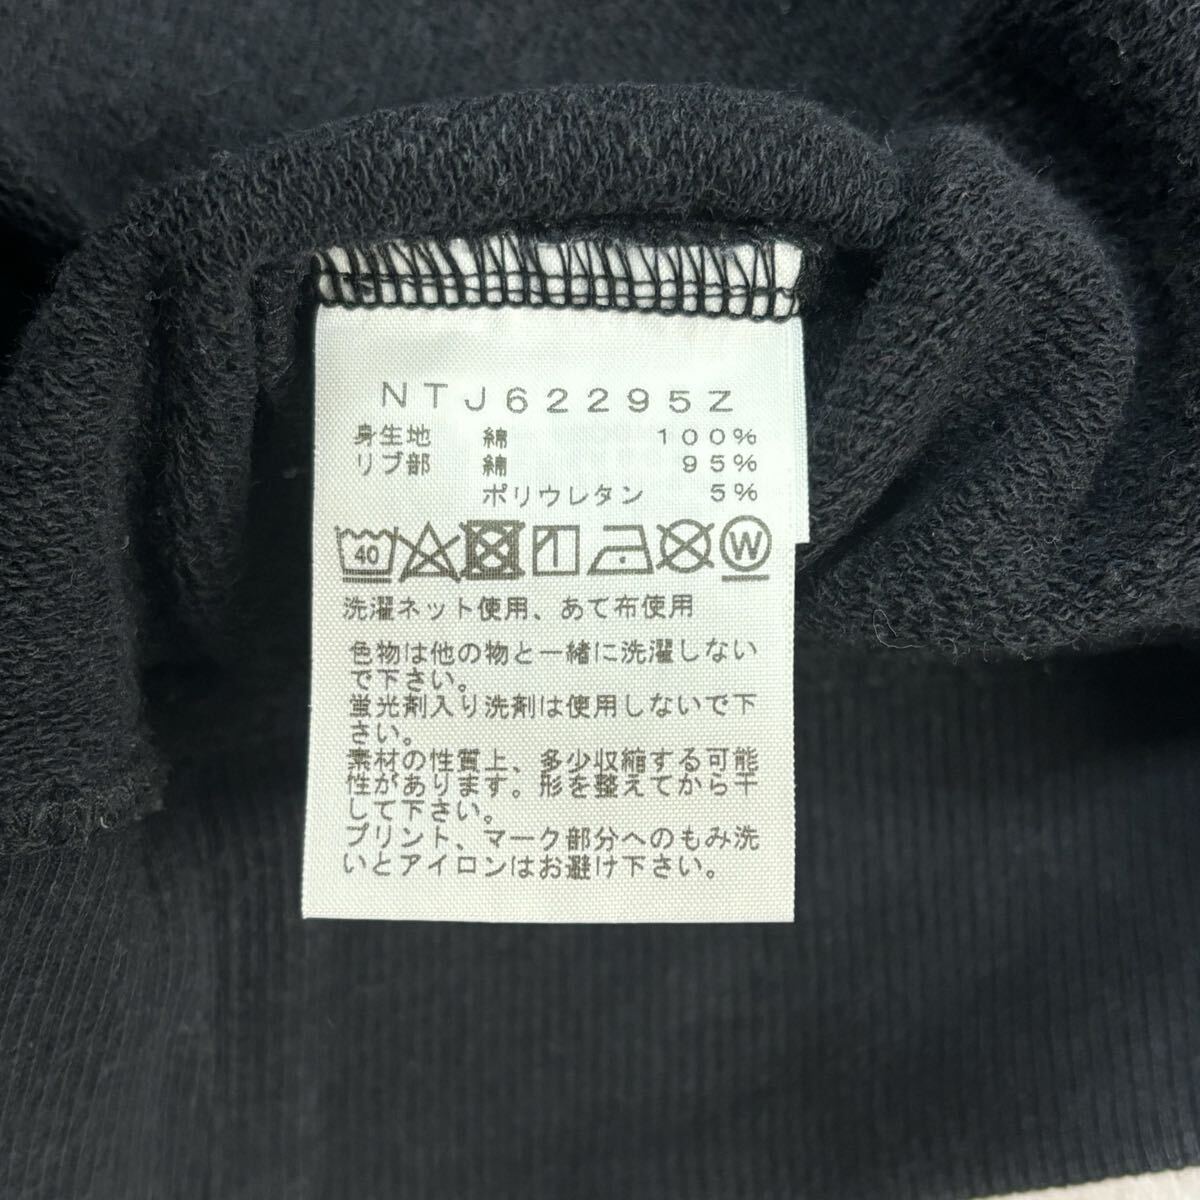 NTJ62295Z
身生地 綿 100%
リブ部 綿 95%
ポリウレタン 5%
40 W
洗濯ネット使用、あて布使用
色物は他の物と一緒に洗濯しない
で下さい。
蛍光剤入り洗剤は使用しないで下
さい。
素材の性質上、多少収縮する可能
性があります。形を整えてから干
して下さい。
プリント、マーク部分へのもみ洗
いとアイロンはお避け下さい。